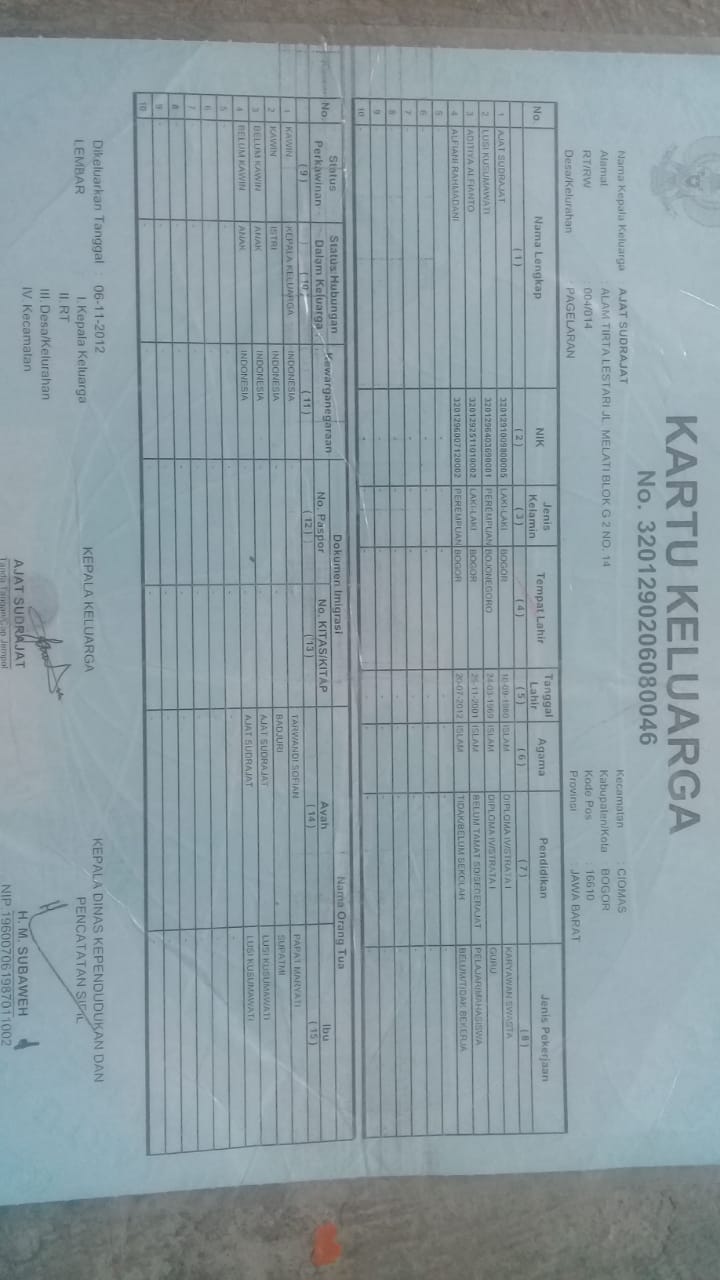 KARTU KELUARGA
No. 3201290206080046
Nama Kepala Keluarga : AJAT SUDRAJAT
Alamat : ALAM TIRTA LESTARI JL. MELATI BLOK G 2 NO. 14
RT/RW : 004/014
Desa/Kelurahan : PAGELARAN
Kecamatan : CIOMAS
Kabupaten/Kota : BOGOR
Kode Pos : 16610
Provinsi : JAWA BARAT
No. Nama Lengkap NIK Jenis Kelamin Tempat Lahir Tanggal Lahir Agama Pendidikan Jenis Pekerjaan
(1) (2) (3) (4) (5) (6) (7) (8)
1 AJAT SUDRAJAT 3201291009800005 LAKI-LAKI BOGOR 10-09-1980 ISLAM DIPLOMA IV/STRATA I KARYAWAN SWASTA
2 LUSI KUSUMAWATI PEREMPUAN BOJONEGORO 24-03-1969 ISLAM DIPLOMA IV/STRATA I GURU
3 ADITIYA ALFIANTO 3201292511010002 LAKI-LAKI BOGOR 25-11-2001 ISLAM BELUM TAMAT SD/SEDERAJAT PELAJAR/MAHASISWA
4 ALFIANI RAHMADANI 3201296007120002 PEREMPUAN BOGOR 20-07-2012 ISLAM TIDAK/BELUM SEKOLAH BELUM/TIDAK BEKERJA
5
6
7
8
9
10
No. Status Perkawinan Status Hubungan Dalam Keluarga Kewarganegaraan Dokumen Imigrasi Nama Orang Tua
No. Paspor No. KITAS/KITAP Ayah Ibu
(9) (10) (11) (12) (13) (14) (15)
1 KAWIN KEPALA KELUARGA INDONESIA TARWANDI SOFIAN PAPAT MARYATI
2 KAWIN ISTRI INDONESIA BADJURI SUPATMI
3 BELUM KAWIN ANAK INDONESIA AJAT SUDRAJAT LUSI KUSUMAWATI
4 BELUM KAWIN ANAK INDONESIA AJAT SUDRAJAT LUSI KUSUMAWATI
5
6
7
8
9
10
Dikeluarkan Tanggal : 06-11-2012
LEMBAR : I. Kepala Keluarga
II. RT
III. Desa/Kelurahan
IV. Kecamatan
KEPALA KELUARGA
AJAT SUDRAJAT
Tanda Tangan/Cap Jempol
KEPALA DINAS KEPENDUDUKAN DAN
PENCATATAN SIPIL
H. M. SUBAWEH
NIP 196007061987011002